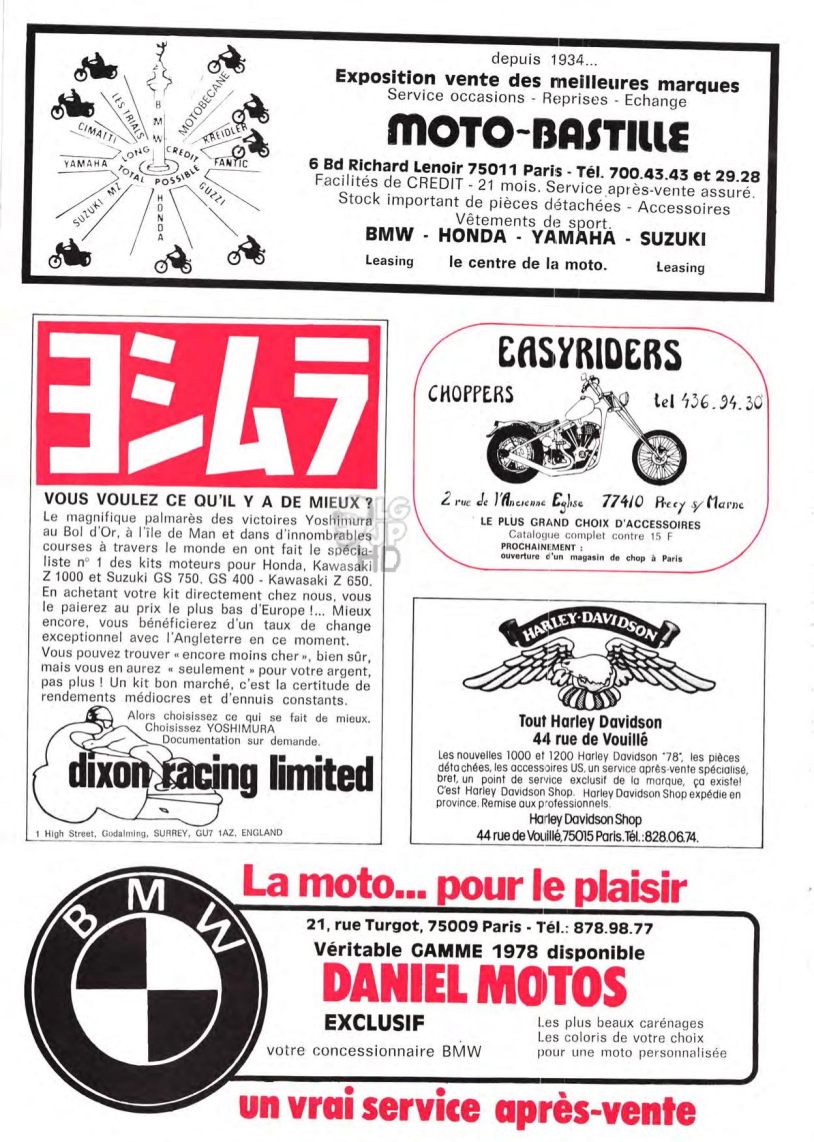 depuis 1934...
Exposition vente des meilleures marques
Service occasions - Reprises - Echange
MOTO-BASTILLE
6 Bd Richard Lenoir 75011 Paris - Tél. 700.43.43 et 29.28
Facilités de CREDIT - 21 mois. Service après-vente assuré.
Stock important de pièces détachées - Accessoires
Vêtements de sport.
BMW - HONDA - YAMAHA - SUZUKI
Leasing le centre de la moto. Leasing
LES TRIALS
BMW
MOTOBECANE
CIMATTI
KREIDLER
LONG CREDIT
YAMAHA
FANTIC
TOTAL POSSIBLE
SUZUKI MZ
HONDA
GUZZI
ヨシムラ
VOUS VOULEZ CE QU'IL Y A DE MIEUX ?
Le magnifique palmarès des victoires Yoshimura
au Bol d'Or, à l'île de Man et dans d'innombrables
courses à travers le monde en ont fait le spécia-
liste n° 1 des kits moteurs pour Honda, Kawasaki
Z 1000 et Suzuki GS 750. GS 400 - Kawasaki Z 650.
En achetant votre kit directement chez nous, vous
le paierez au prix le plus bas d'Europe !... Mieux
encore, vous bénéficierez d'un taux de change
exceptionnel avec l'Angleterre en ce moment.
Vous pouvez trouver « encore moins cher », bien sûr,
mais vous en aurez « seulement » pour votre argent,
pas plus ! Un kit bon marché, c'est la certitude de
rendements médiocres et d'ennuis constants.
Alors choisissez ce qui se fait de mieux.
Choisissez YOSHIMURA
Documentation sur demande.
dixon racing limited
1 High Street, Godalming, SURREY, GU7 1AZ, ENGLAND
EASYRIDERS
CHOPPERS
tel 436.94.30
2 rue de l'Ancienne Eglise 77410 Precy s/ Marne
LE PLUS GRAND CHOIX D'ACCESSOIRES
Catalogue complet contre 15 F
PROCHAINEMENT :
ouverture d'un magasin de chop à Paris
HARLEY-DAVIDSON
Tout Harley Davidson
44 rue de Vouillé
Les nouvelles 1000 et 1200 Harley Davidson "78", les pièces
détachées, les accessoires US, un service après-vente spécialisé,
bref, un point de service exclusif de la marque, ça existe!
C'est Harley Davidson Shop. Harley Davidson Shop expédie en
province. Remise aux professionnels.
Harley Davidson Shop
44 rue de Vouillé, 75015 Paris. Tél.: 828.06.74.
La moto... pour le plaisir
BMW
21, rue Turgot, 75009 Paris - Tél.: 878.98.77
Véritable GAMME 1978 disponible
DANIEL MOTOS
EXCLUSIF
votre concessionnaire BMW
Les plus beaux carénages
Les coloris de votre choix
pour une moto personnalisée
un vrai service après-vente